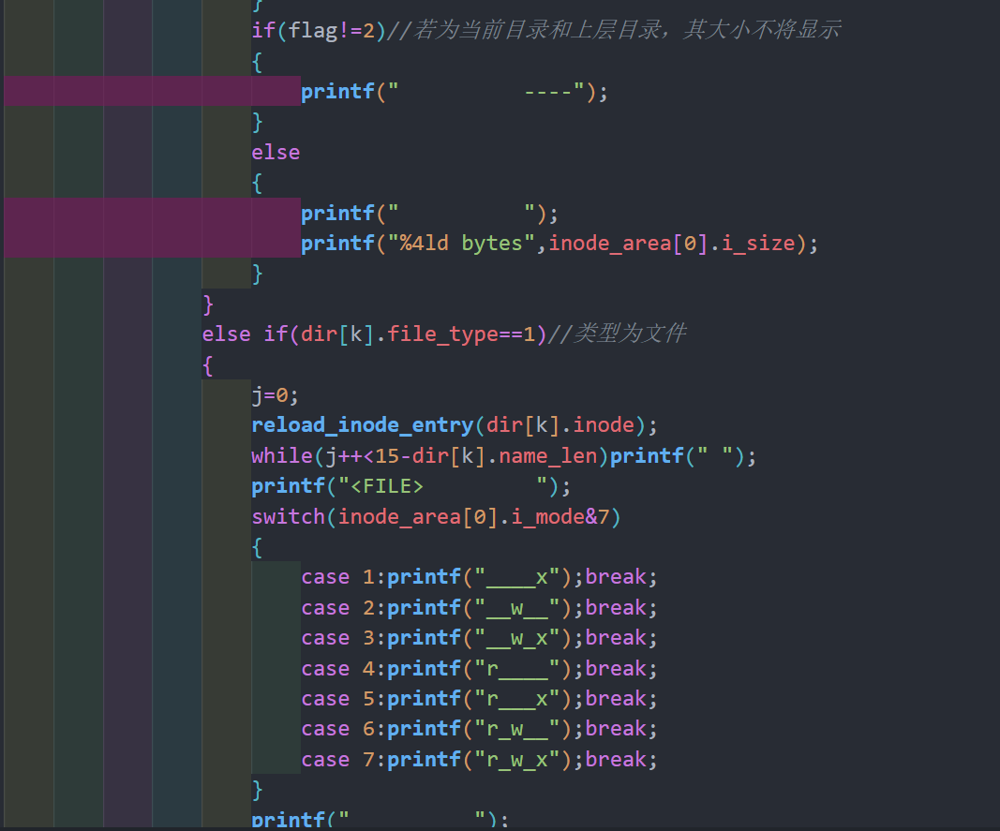 }
if(flag!=2)//若为当前目录和上层目录，其大小不将显示
{
printf("          ----");
}
else
{
printf("          ");
printf("%4ld bytes",inode_area[0].i_size);
}
}
else if(dir[k].file_type==1)//类型为文件
{
j=0;
reload_inode_entry(dir[k].inode);
while(j++<15-dir[k].name_len)printf(" ");
printf("<FILE>         ");
switch(inode_area[0].i_mode&7)
{
case 1:printf("____x");break;
case 2:printf("__w__");break;
case 3:printf("__w_x");break;
case 4:printf("r____");break;
case 5:printf("r___x");break;
case 6:printf("r_w__");break;
case 7:printf("r_w_x");break;
}
printf("          ");